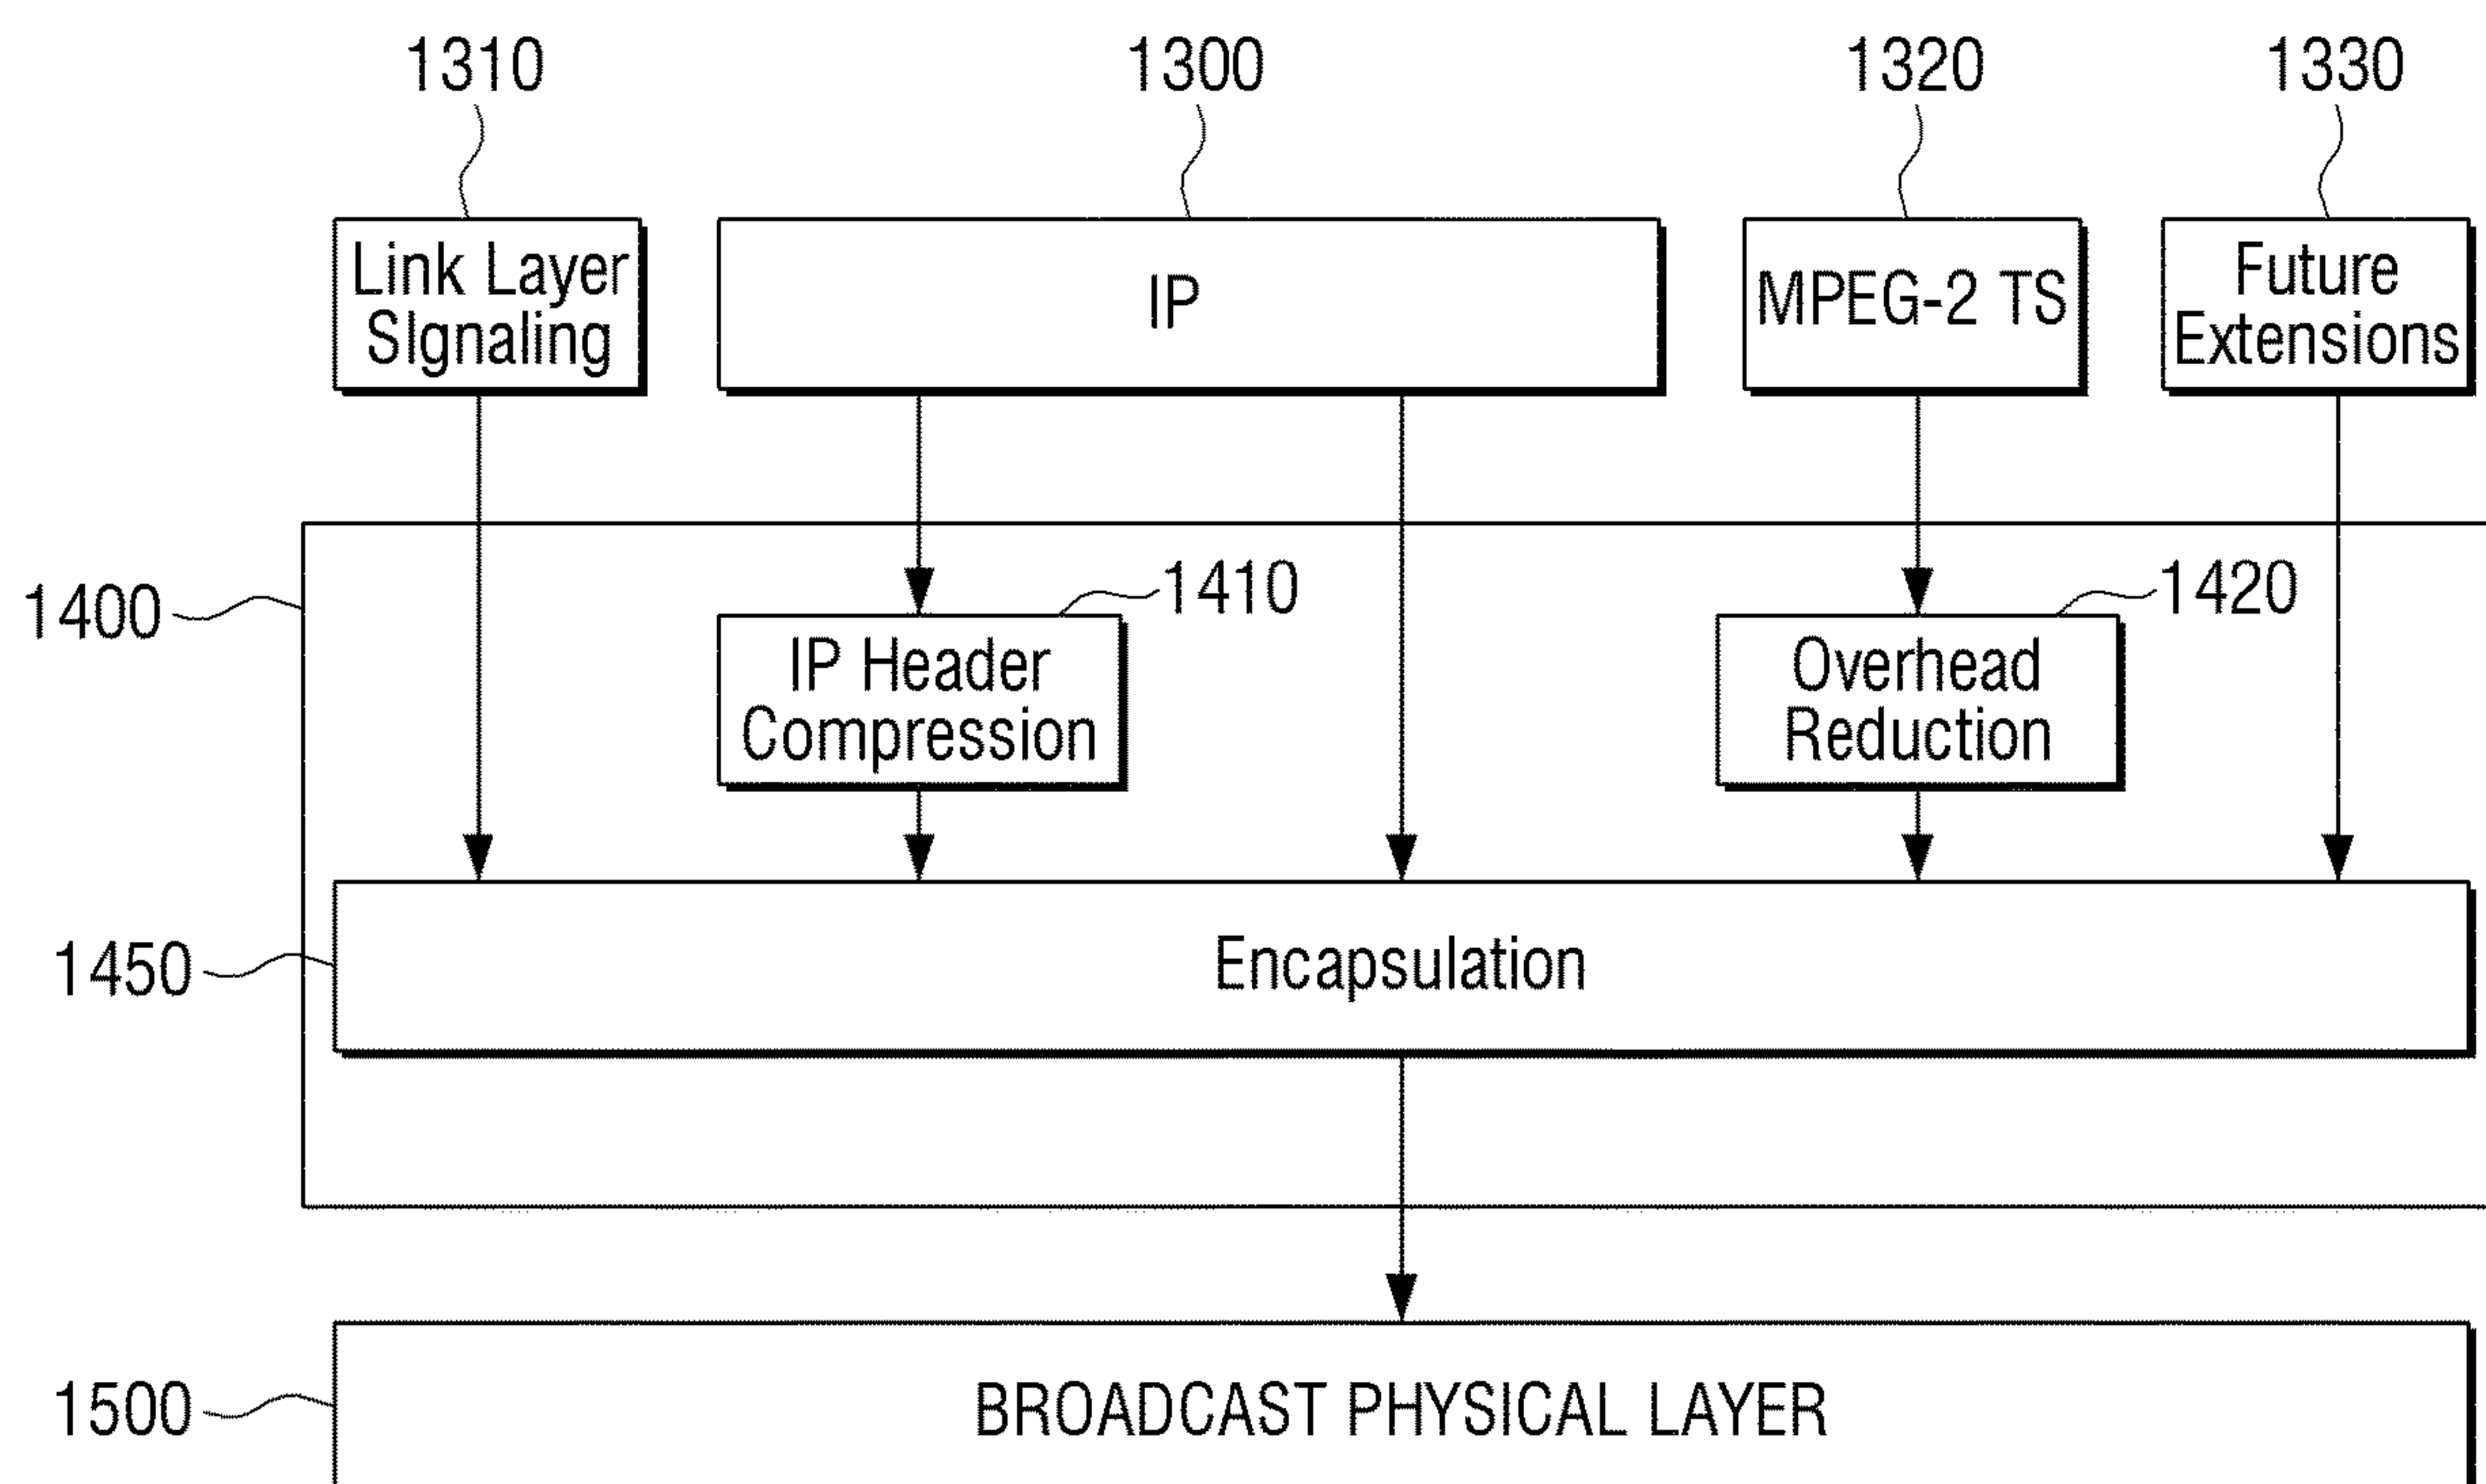 1310
1300
1320
1330
Link Layer
SIgnaling
IP
MPEG-2 TS
Future
Extensions
1400
1410
1420
IP Header
Compression
Overhead
Reduction
1450
Encapsulation
1500
BROADCAST PHYSICAL LAYER